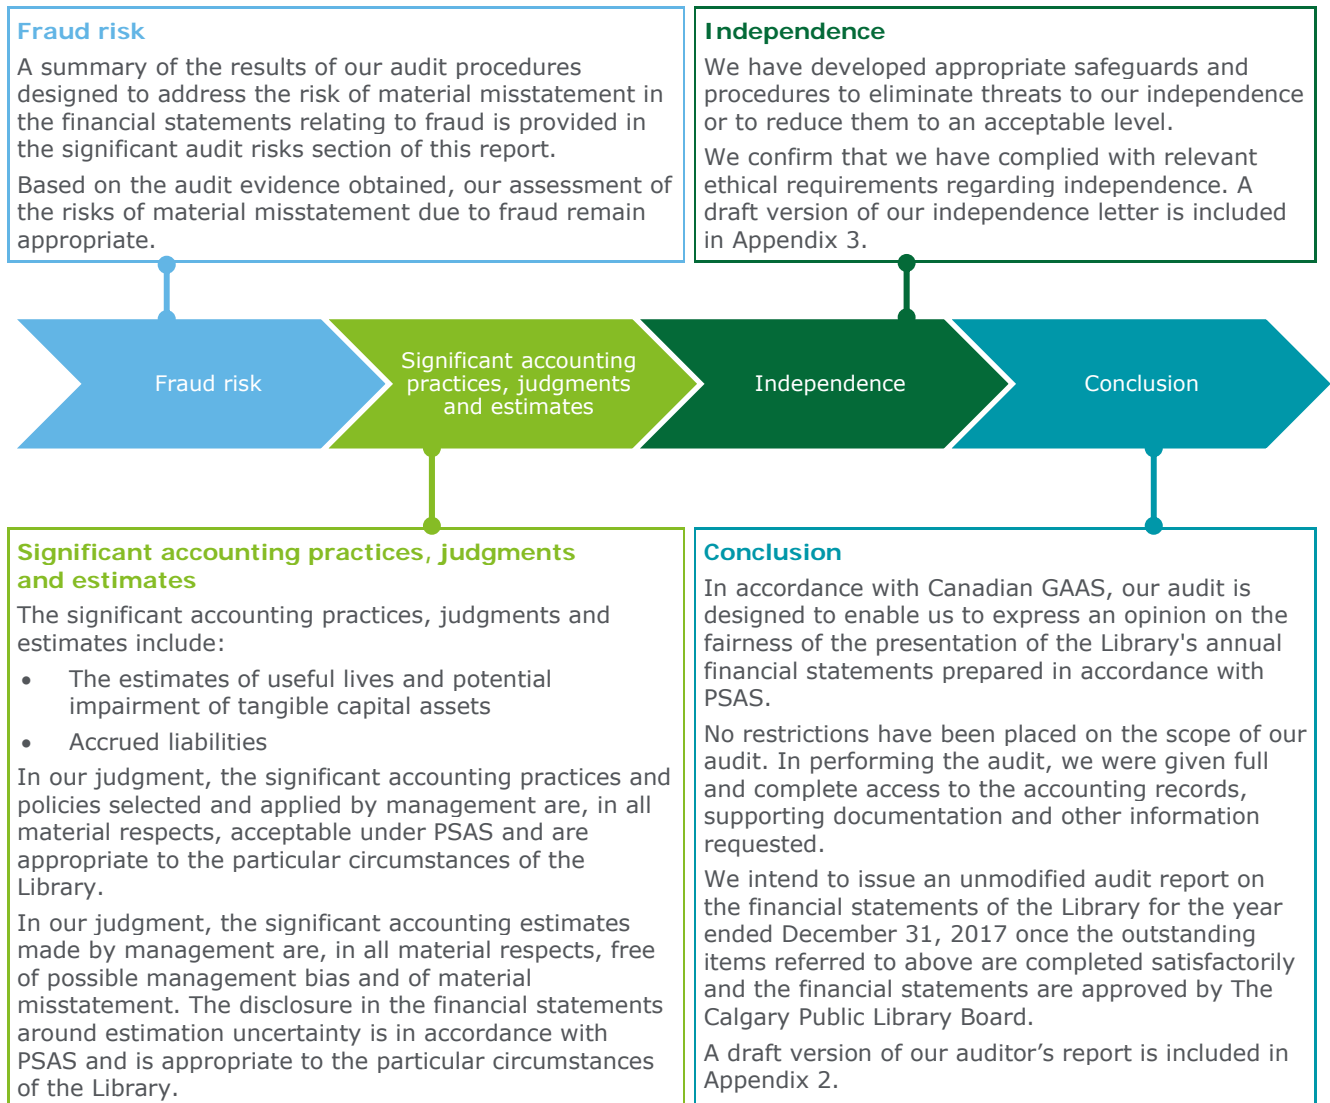 Fraud risk
A summary of the results of our audit procedures
designed to address the risk of material misstatement in
the financial statements relating to fraud is provided in
the significant audit risks section of this report.
Based on the audit evidence obtained, our assessment of
the risks of material misstatement due to fraud remain
appropriate.
Independence
We have developed appropriate safeguards and
procedures to eliminate threats to our independence
or to reduce them to an acceptable level.
We confirm that we have complied with relevant
ethical requirements regarding independence. A
draft version of our independence letter is included
in Appendix 3.
Fraud risk
Significant accounting
practices, judgments
and estimates
Independence
Conclusion
Significant accounting practices, judgments
and estimates
The significant accounting practices, judgments and
estimates include:
• The estimates of useful lives and potential
impairment of tangible capital assets
• Accrued liabilities
In our judgment, the significant accounting practices and
policies selected and applied by management are, in all
material respects, acceptable under PSAS and are
appropriate to the particular circumstances of the
Library.
In our judgment, the significant accounting estimates
made by management are, in all material respects, free
of possible management bias and of material
misstatement. The disclosure in the financial statements
around estimation uncertainty is in accordance with
PSAS and is appropriate to the particular circumstances
of the Library.
Conclusion
In accordance with Canadian GAAS, our audit is
designed to enable us to express an opinion on the
fairness of the presentation of the Library's annual
financial statements prepared in accordance with
PSAS.
No restrictions have been placed on the scope of our
audit. In performing the audit, we were given full
and complete access to the accounting records,
supporting documentation and other information
requested.
We intend to issue an unmodified audit report on
the financial statements of the Library for the year
ended December 31, 2017 once the outstanding
items referred to above are completed satisfactorily
and the financial statements are approved by The
Calgary Public Library Board.
A draft version of our auditor’s report is included in
Appendix 2.